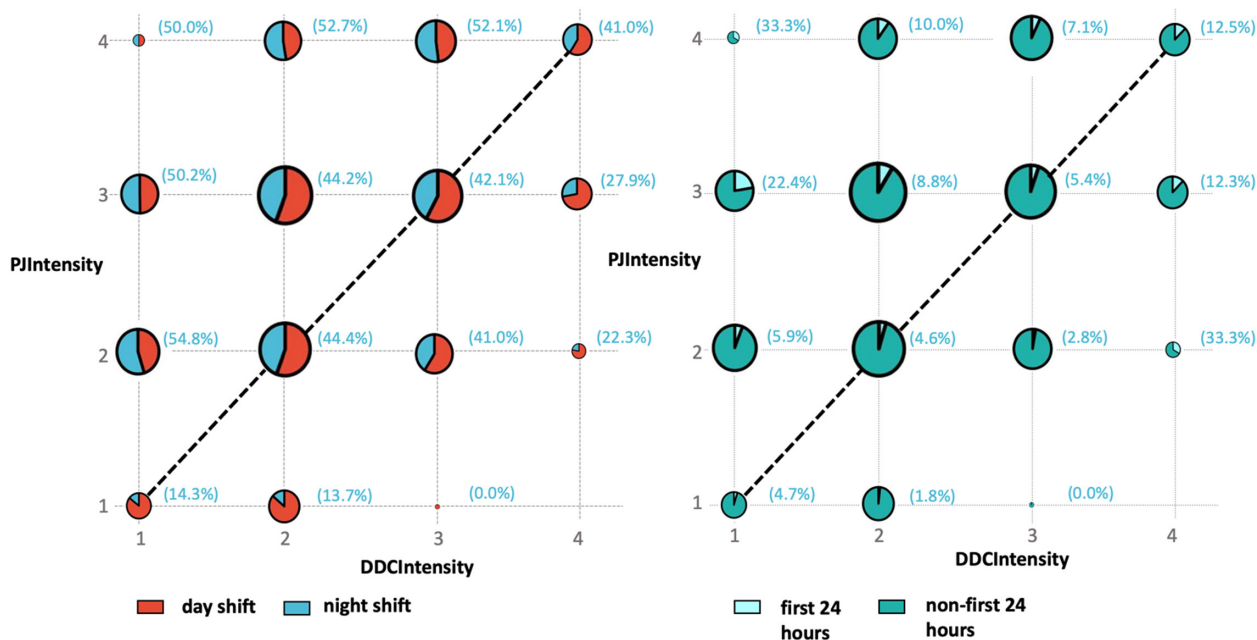 4 (50.0%) (52.7%) (52.1%) (41.0%)
3 (50.2%) (44.2%) (42.1%) (27.9%)
PJIntensity
2 (54.8%) (44.4%) (41.0%) (22.3%)
1 (14.3%) (13.7%) (0.0%)
1 2 3 4
DDCIntensity
day shift night shift
4 (33.3%) (10.0%) (7.1%) (12.5%)
3 (22.4%) (8.8%) (5.4%) (12.3%)
PJIntensity
2 (5.9%) (4.6%) (2.8%) (33.3%)
1 (4.7%) (1.8%) (0.0%)
1 2 3 4
DDCIntensity
first 24
hours
non-first 24
hours